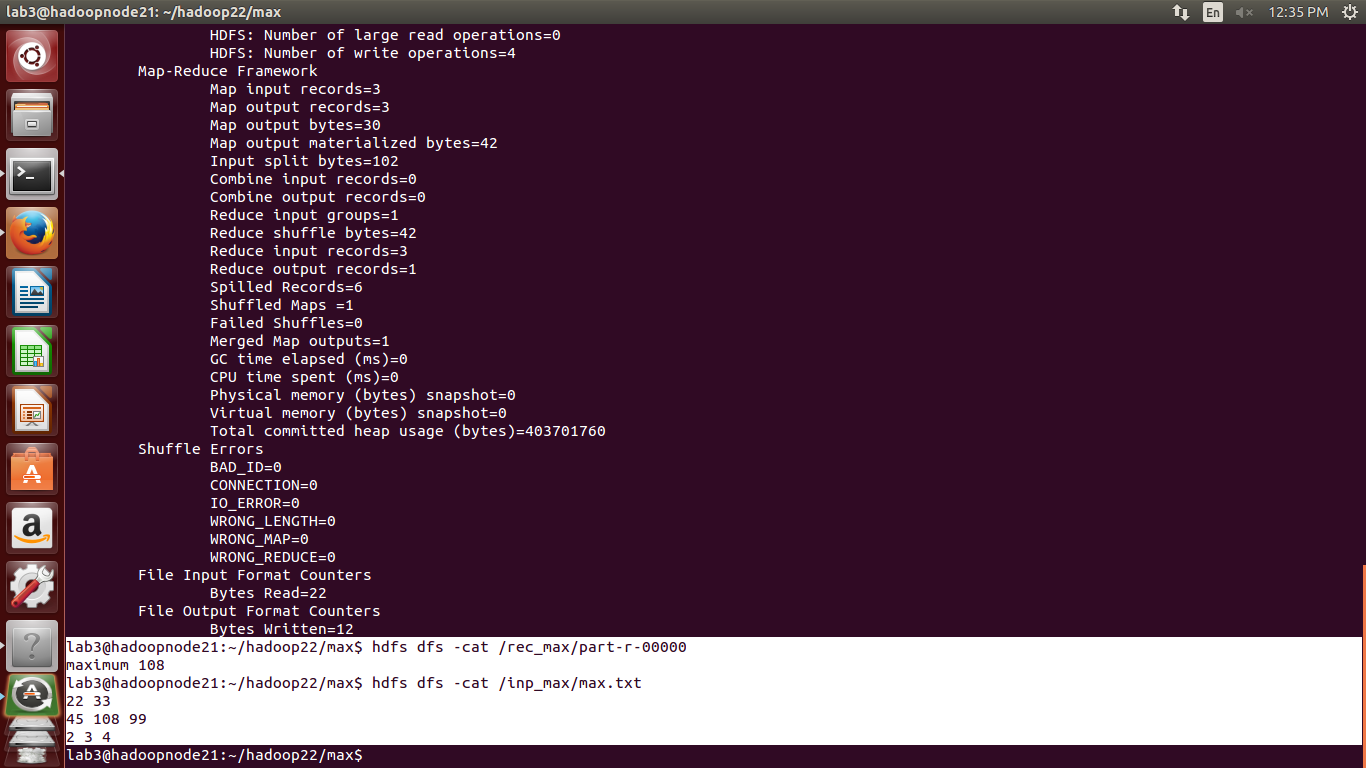 lab3@hadoopnode21: ~/hadoop22/max En 12:35 PM
HDFS: Number of large read operations=0
HDFS: Number of write operations=4
Map-Reduce Framework
Map input records=3
Map output records=3
Map output bytes=30
Map output materialized bytes=42
Input split bytes=102
Combine input records=0
Combine output records=0
Reduce input groups=1
Reduce shuffle bytes=42
Reduce input records=3
Reduce output records=1
Spilled Records=6
Shuffled Maps =1
Failed Shuffles=0
Merged Map outputs=1
GC time elapsed (ms)=0
CPU time spent (ms)=0
Physical memory (bytes) snapshot=0
Virtual memory (bytes) snapshot=0
Total committed heap usage (bytes)=403701760
Shuffle Errors
BAD_ID=0
CONNECTION=0
IO_ERROR=0
WRONG_LENGTH=0
WRONG_MAP=0
WRONG_REDUCE=0
File Input Format Counters
Bytes Read=22
File Output Format Counters
Bytes Written=12
lab3@hadoopnode21:~/hadoop22/max$ hdfs dfs -cat /rec_max/part-r-00000
maximum 108
lab3@hadoopnode21:~/hadoop22/max$ hdfs dfs -cat /inp_max/max.txt
22 33
45 108 99
2 3 4
lab3@hadoopnode21:~/hadoop22/max$